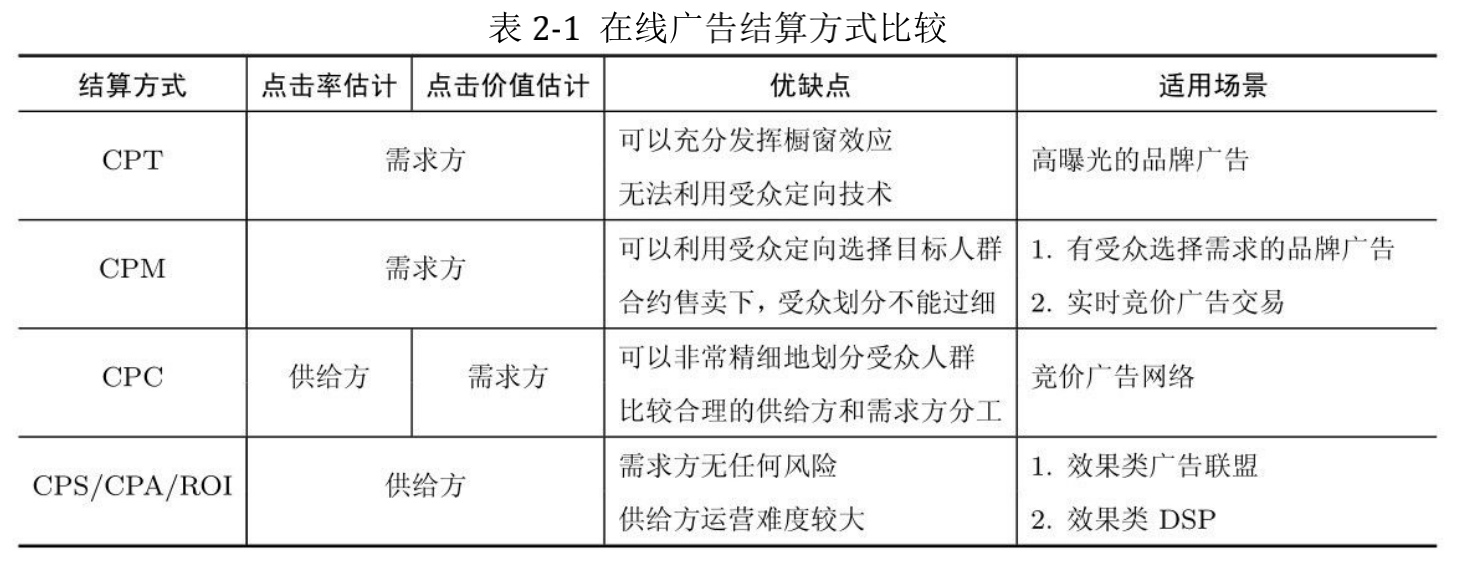 表 2-1 在线广告结算方式比较
结算方式 点击率估计 点击价值估计 优缺点 适用场景
CPT 需求方 可以充分发挥橱窗效应 高曝光的品牌广告
无法利用受众定向技术
CPM 需求方 可以利用受众定向选择目标人群 1. 有受众选择需求的品牌广告
合约售卖下，受众划分不能过细 2. 实时竞价广告交易
CPC 供给方 需求方 可以非常精细地划分受众人群 竞价广告网络
比较合理的供给方和需求方分工
CPS/CPA/ROI 供给方 需求方无任何风险 1. 效果类广告联盟
供给方运营难度较大 2. 效果类 DSP